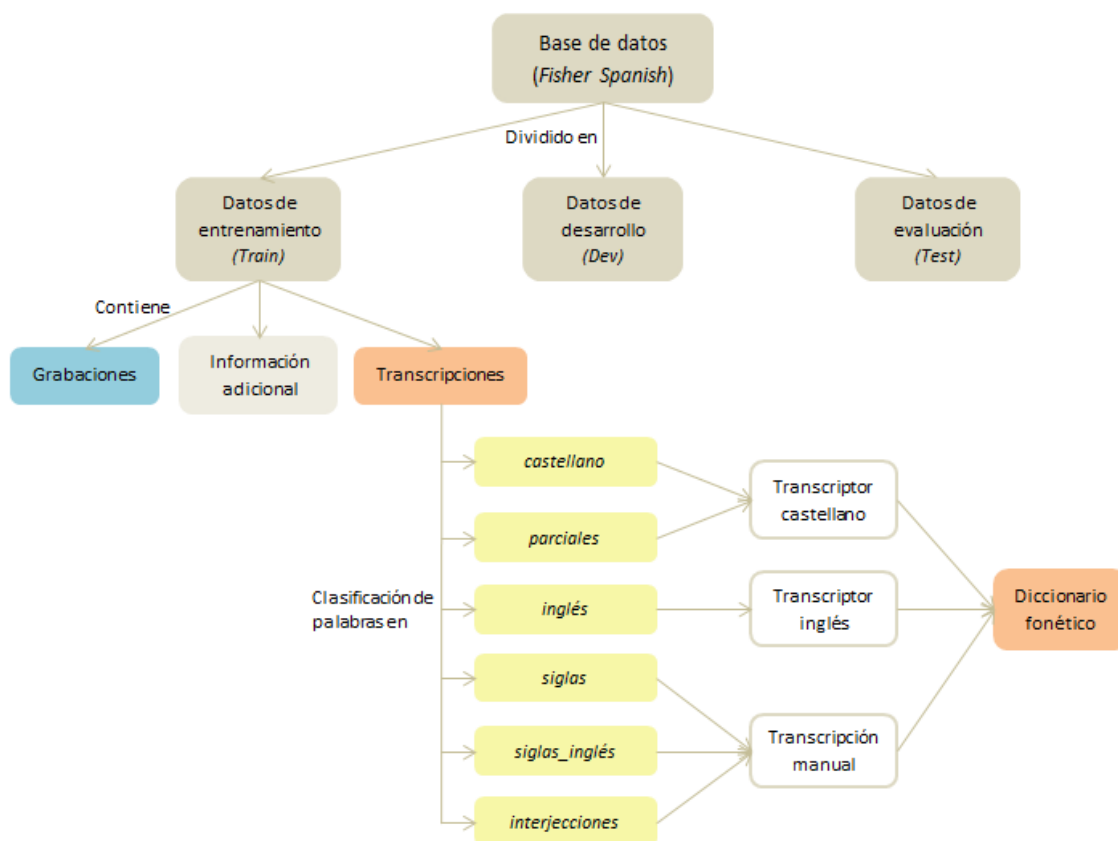 Base de datos
(Fisher Spanish)
Dividido en
Datos de
entrenamiento
(Train)
Datos de
desarrollo
(Dev)
Datos de
evaluación
(Test)
Contiene
Grabaciones
Información
adicional
Transcripciones
Clasificación de
palabras en
castellano
parciales
inglés
siglas
siglas_inglés
interjecciones
Transcriptor
castellano
Transcriptor
inglés
Transcripción
manual
Diccionario
fonético